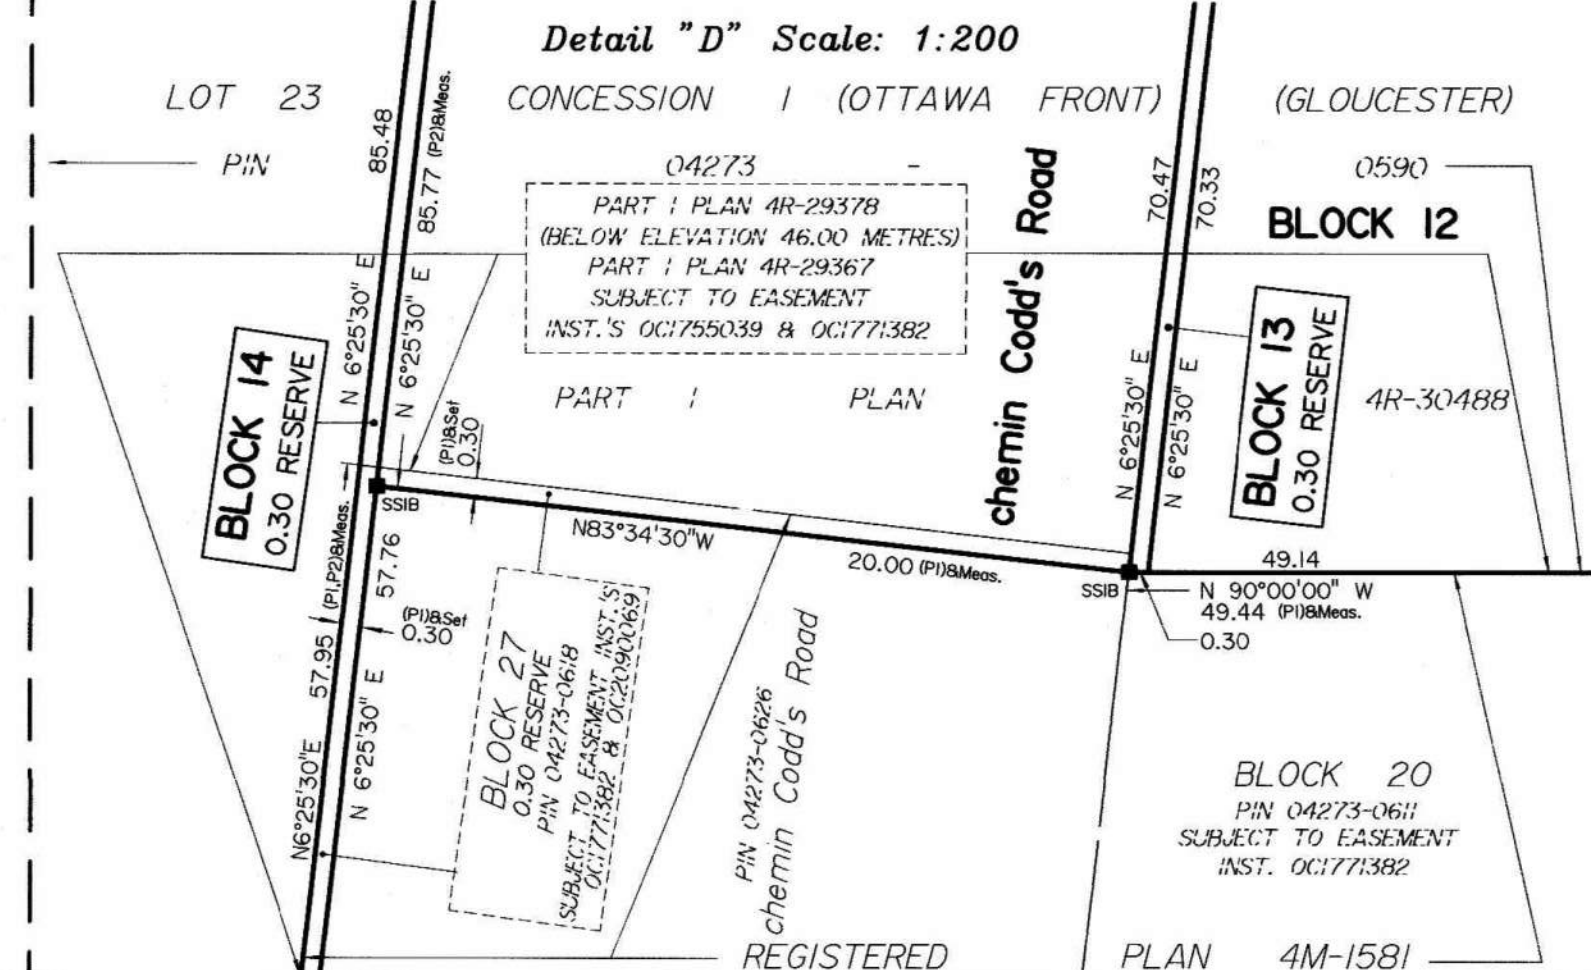 Detail "D" Scale: 1:200
LOT 23 CONCESSION 1 (OTTAWA FRONT) (GLOUCESTER)
PIN 04273 - 0590
85.48
85.77 (P2)&Meas.
PART 1 PLAN 4R-29378
(BELOW ELEVATION 46.00 METRES)
PART 1 PLAN 4R-29367
SUBJECT TO EASEMENT
INST.'S OC1755039 & OC1771382
chemin Codd's Road
70.47
70.33
BLOCK 12
N 6°25'30" E
N 6°25'30" E
BLOCK 14
0.30 RESERVE
PART 1 PLAN 4R-30488
N 6°25'30" E
N 6°25'30" E
BLOCK 13
0.30 RESERVE
(P1)&Set
0.30
SSIB
N83°34'30"W
20.00 (P1)&Meas.
SSIB
49.14
N 90°00'00" W
49.44 (P1)&Meas.
0.30
57.95 (P1,P2)&Meas.
57.76
(P1)&Set
0.30
N6°25'30"E
N 6°25'30" E
BLOCK 27
0.30 RESERVE
PIN 04273-0618
SUBJECT TO EASEMENT INST.'S
OC1771382 & OC2090069
PIN 04273-0626
chemin Codd's Road
BLOCK 20
PIN 04273-0611
SUBJECT TO EASEMENT
INST. OC1771382
REGISTERED PLAN 4M-1581